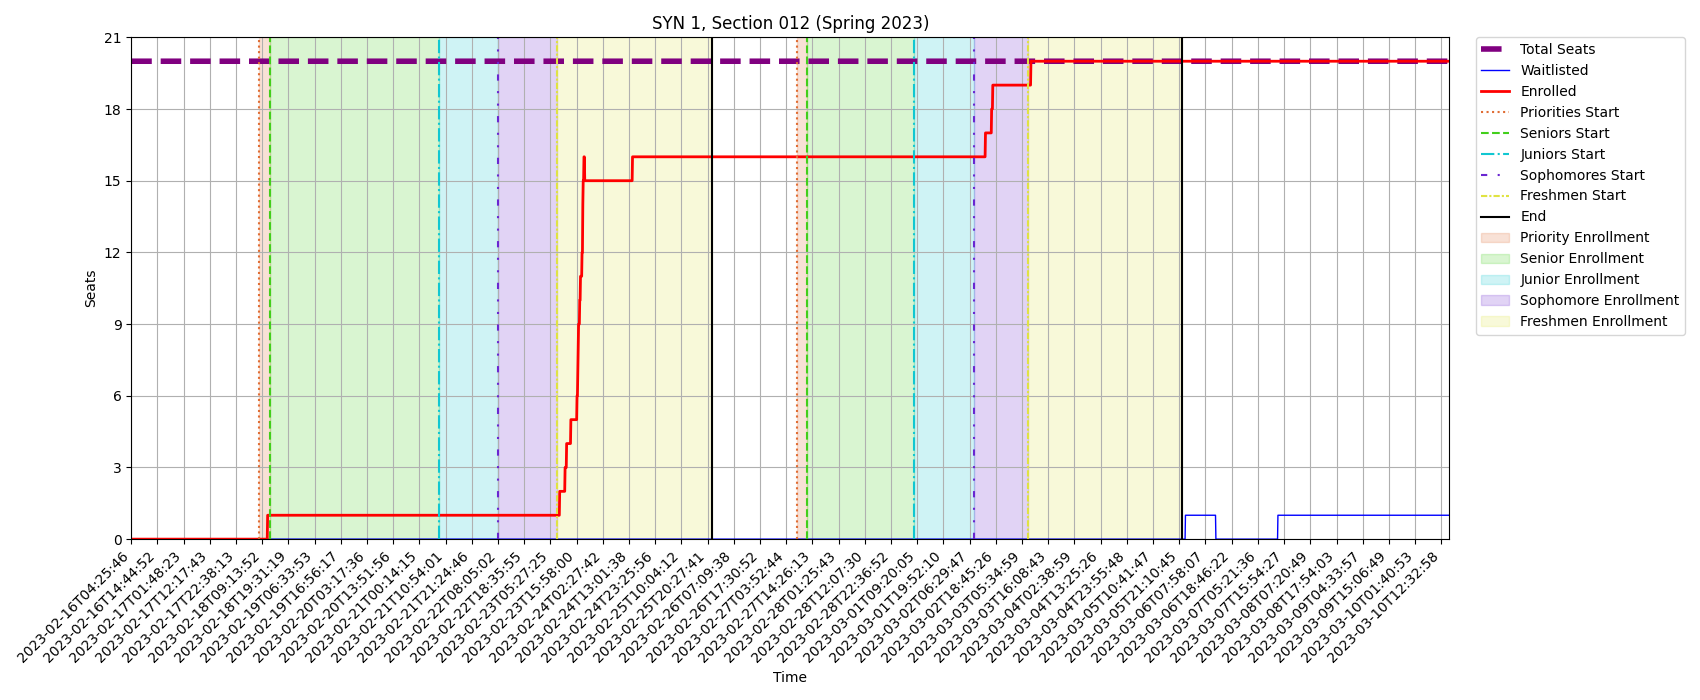 SYN 1, Section 012 (Spring 2023)
Seats
21
18
15
12
9
6
3
0
2023-02-16T04:25:46
2023-02-16T14:44:52
2023-02-17T01:48:23
2023-02-17T12:17:43
2023-02-17T22:38:13
2023-02-18T09:13:52
2023-02-18T19:31:19
2023-02-19T06:33:53
2023-02-19T16:56:17
2023-02-20T03:17:36
2023-02-20T13:51:56
2023-02-21T00:14:15
2023-02-21T10:54:01
2023-02-21T21:24:46
2023-02-22T08:05:02
2023-02-22T18:35:55
2023-02-23T05:27:25
2023-02-23T15:58:00
2023-02-24T02:27:42
2023-02-24T13:01:38
2023-02-24T23:25:56
2023-02-25T10:04:12
2023-02-25T20:27:41
2023-02-26T07:09:38
2023-02-26T17:30:52
2023-02-27T03:52:44
2023-02-27T14:26:13
2023-02-28T01:25:43
2023-02-28T12:07:30
2023-02-28T22:36:52
2023-03-01T09:20:05
2023-03-01T19:52:10
2023-03-02T06:29:47
2023-03-02T18:45:26
2023-03-03T05:34:59
2023-03-03T16:08:43
2023-03-04T02:38:59
2023-03-04T13:25:26
2023-03-04T23:55:48
2023-03-05T10:41:47
2023-03-05T21:10:45
2023-03-06T07:58:07
2023-03-06T18:46:22
2023-03-07T05:21:36
2023-03-07T15:54:27
2023-03-08T07:20:49
2023-03-08T17:54:03
2023-03-09T04:33:57
2023-03-09T15:06:49
2023-03-10T01:40:53
2023-03-10T12:32:58
Time
Total Seats
Waitlisted
Enrolled
Priorities Start
Seniors Start
Juniors Start
Sophomores Start
Freshmen Start
End
Priority Enrollment
Senior Enrollment
Junior Enrollment
Sophomore Enrollment
Freshmen Enrollment